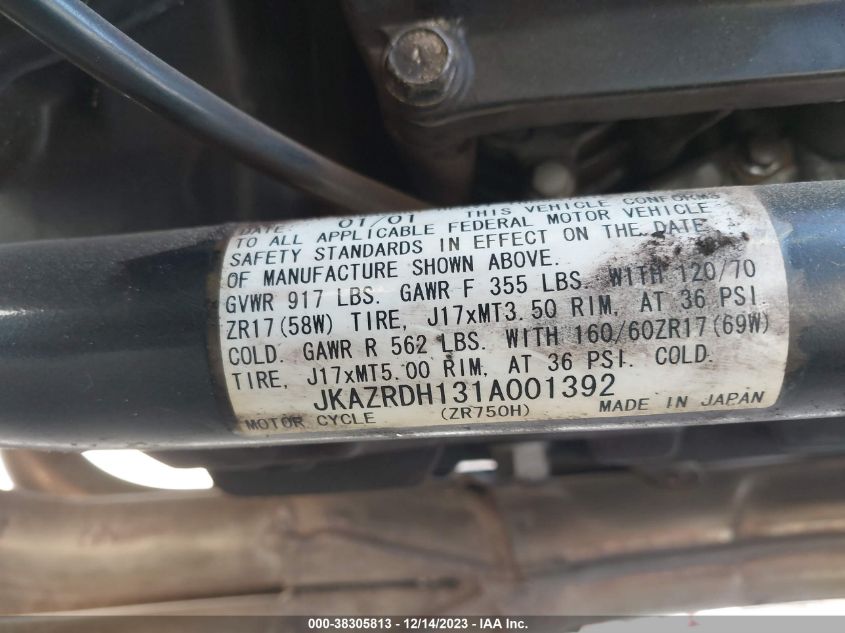 DATE: 01/01 THIS VEHICLE CONFORMS
TO ALL APPLICABLE FEDERAL MOTOR VEHICLE
SAFETY STANDARDS IN EFFECT ON THE DATE
OF MANUFACTURE SHOWN ABOVE.
GVWR 917 LBS. GAWR F 355 LBS. WITH 120/70
ZR17(58W) TIRE, J17xMT3.50 RIM, AT 36 PSI.
COLD. GAWR R 562 LBS. WITH 160/60ZR17(69W)
TIRE, J17xMT5.00 RIM, AT 36 PSI. COLD.
JKAZRDH131A001392
MOTOR CYCLE (ZR750H) MADE IN JAPAN
000-38305813 - 12/14/2023 - IAA Inc.